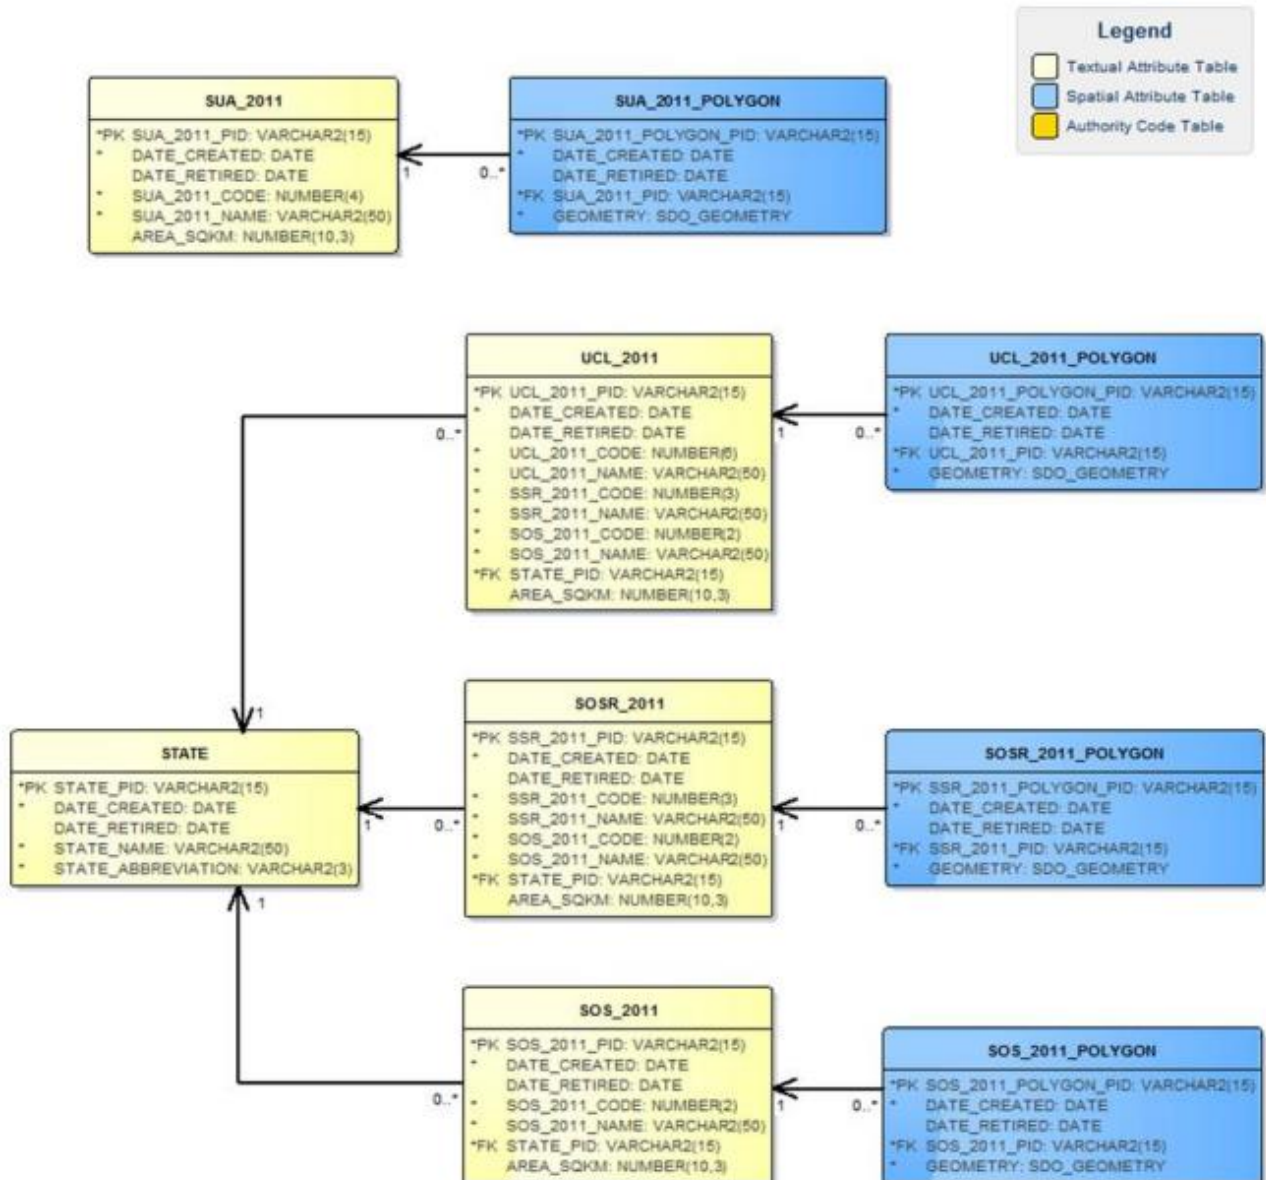 Legend
Textual Attribute Table
Spatial Attribute Table
Authority Code Table
SUA_2011
*PK SUA_2011_PID: VARCHAR2(15)
* DATE_CREATED: DATE
DATE_RETIRED: DATE
* SUA_2011_CODE: NUMBER(4)
* SUA_2011_NAME: VARCHAR2(50)
AREA_SQKM: NUMBER(10,3)
1
0..*
SUA_2011_POLYGON
*PK SUA_2011_POLYGON_PID: VARCHAR2(15)
* DATE_CREATED: DATE
DATE_RETIRED: DATE
*FK SUA_2011_PID: VARCHAR2(15)
* GEOMETRY: SDO_GEOMETRY
UCL_2011
*PK UCL_2011_PID: VARCHAR2(15)
* DATE_CREATED: DATE
DATE_RETIRED: DATE
* UCL_2011_CODE: NUMBER(6)
* UCL_2011_NAME: VARCHAR2(50)
* SSR_2011_CODE: NUMBER(3)
* SSR_2011_NAME: VARCHAR2(50)
* SOS_2011_CODE: NUMBER(2)
* SOS_2011_NAME: VARCHAR2(50)
*FK STATE_PID: VARCHAR2(15)
AREA_SQKM: NUMBER(10,3)
0..*
1
0..*
UCL_2011_POLYGON
*PK UCL_2011_POLYGON_PID: VARCHAR2(15)
* DATE_CREATED: DATE
DATE_RETIRED: DATE
*FK UCL_2011_PID: VARCHAR2(15)
* GEOMETRY: SDO_GEOMETRY
1
STATE
*PK STATE_PID: VARCHAR2(15)
* DATE_CREATED: DATE
DATE_RETIRED: DATE
* STATE_NAME: VARCHAR2(50)
* STATE_ABBREVIATION: VARCHAR2(3)
1
0..*
SOSR_2011
*PK SSR_2011_PID: VARCHAR2(15)
* DATE_CREATED: DATE
DATE_RETIRED: DATE
* SSR_2011_CODE: NUMBER(3)
* SSR_2011_NAME: VARCHAR2(50)
* SOS_2011_CODE: NUMBER(2)
* SOS_2011_NAME: VARCHAR2(50)
*FK STATE_PID: VARCHAR2(15)
AREA_SQKM: NUMBER(10,3)
1
0..*
SOSR_2011_POLYGON
*PK SSR_2011_POLYGON_PID: VARCHAR2(15)
* DATE_CREATED: DATE
DATE_RETIRED: DATE
*FK SSR_2011_PID: VARCHAR2(15)
* GEOMETRY: SDO_GEOMETRY
1
0..*
SOS_2011
*PK SOS_2011_PID: VARCHAR2(15)
* DATE_CREATED: DATE
DATE_RETIRED: DATE
* SOS_2011_CODE: NUMBER(2)
* SOS_2011_NAME: VARCHAR2(50)
*FK STATE_PID: VARCHAR2(15)
AREA_SQKM: NUMBER(10,3)
1
0..*
SOS_2011_POLYGON
*PK SOS_2011_POLYGON_PID: VARCHAR2(15)
* DATE_CREATED: DATE
DATE_RETIRED: DATE
*FK SOS_2011_PID: VARCHAR2(15)
* GEOMETRY: SDO_GEOMETRY